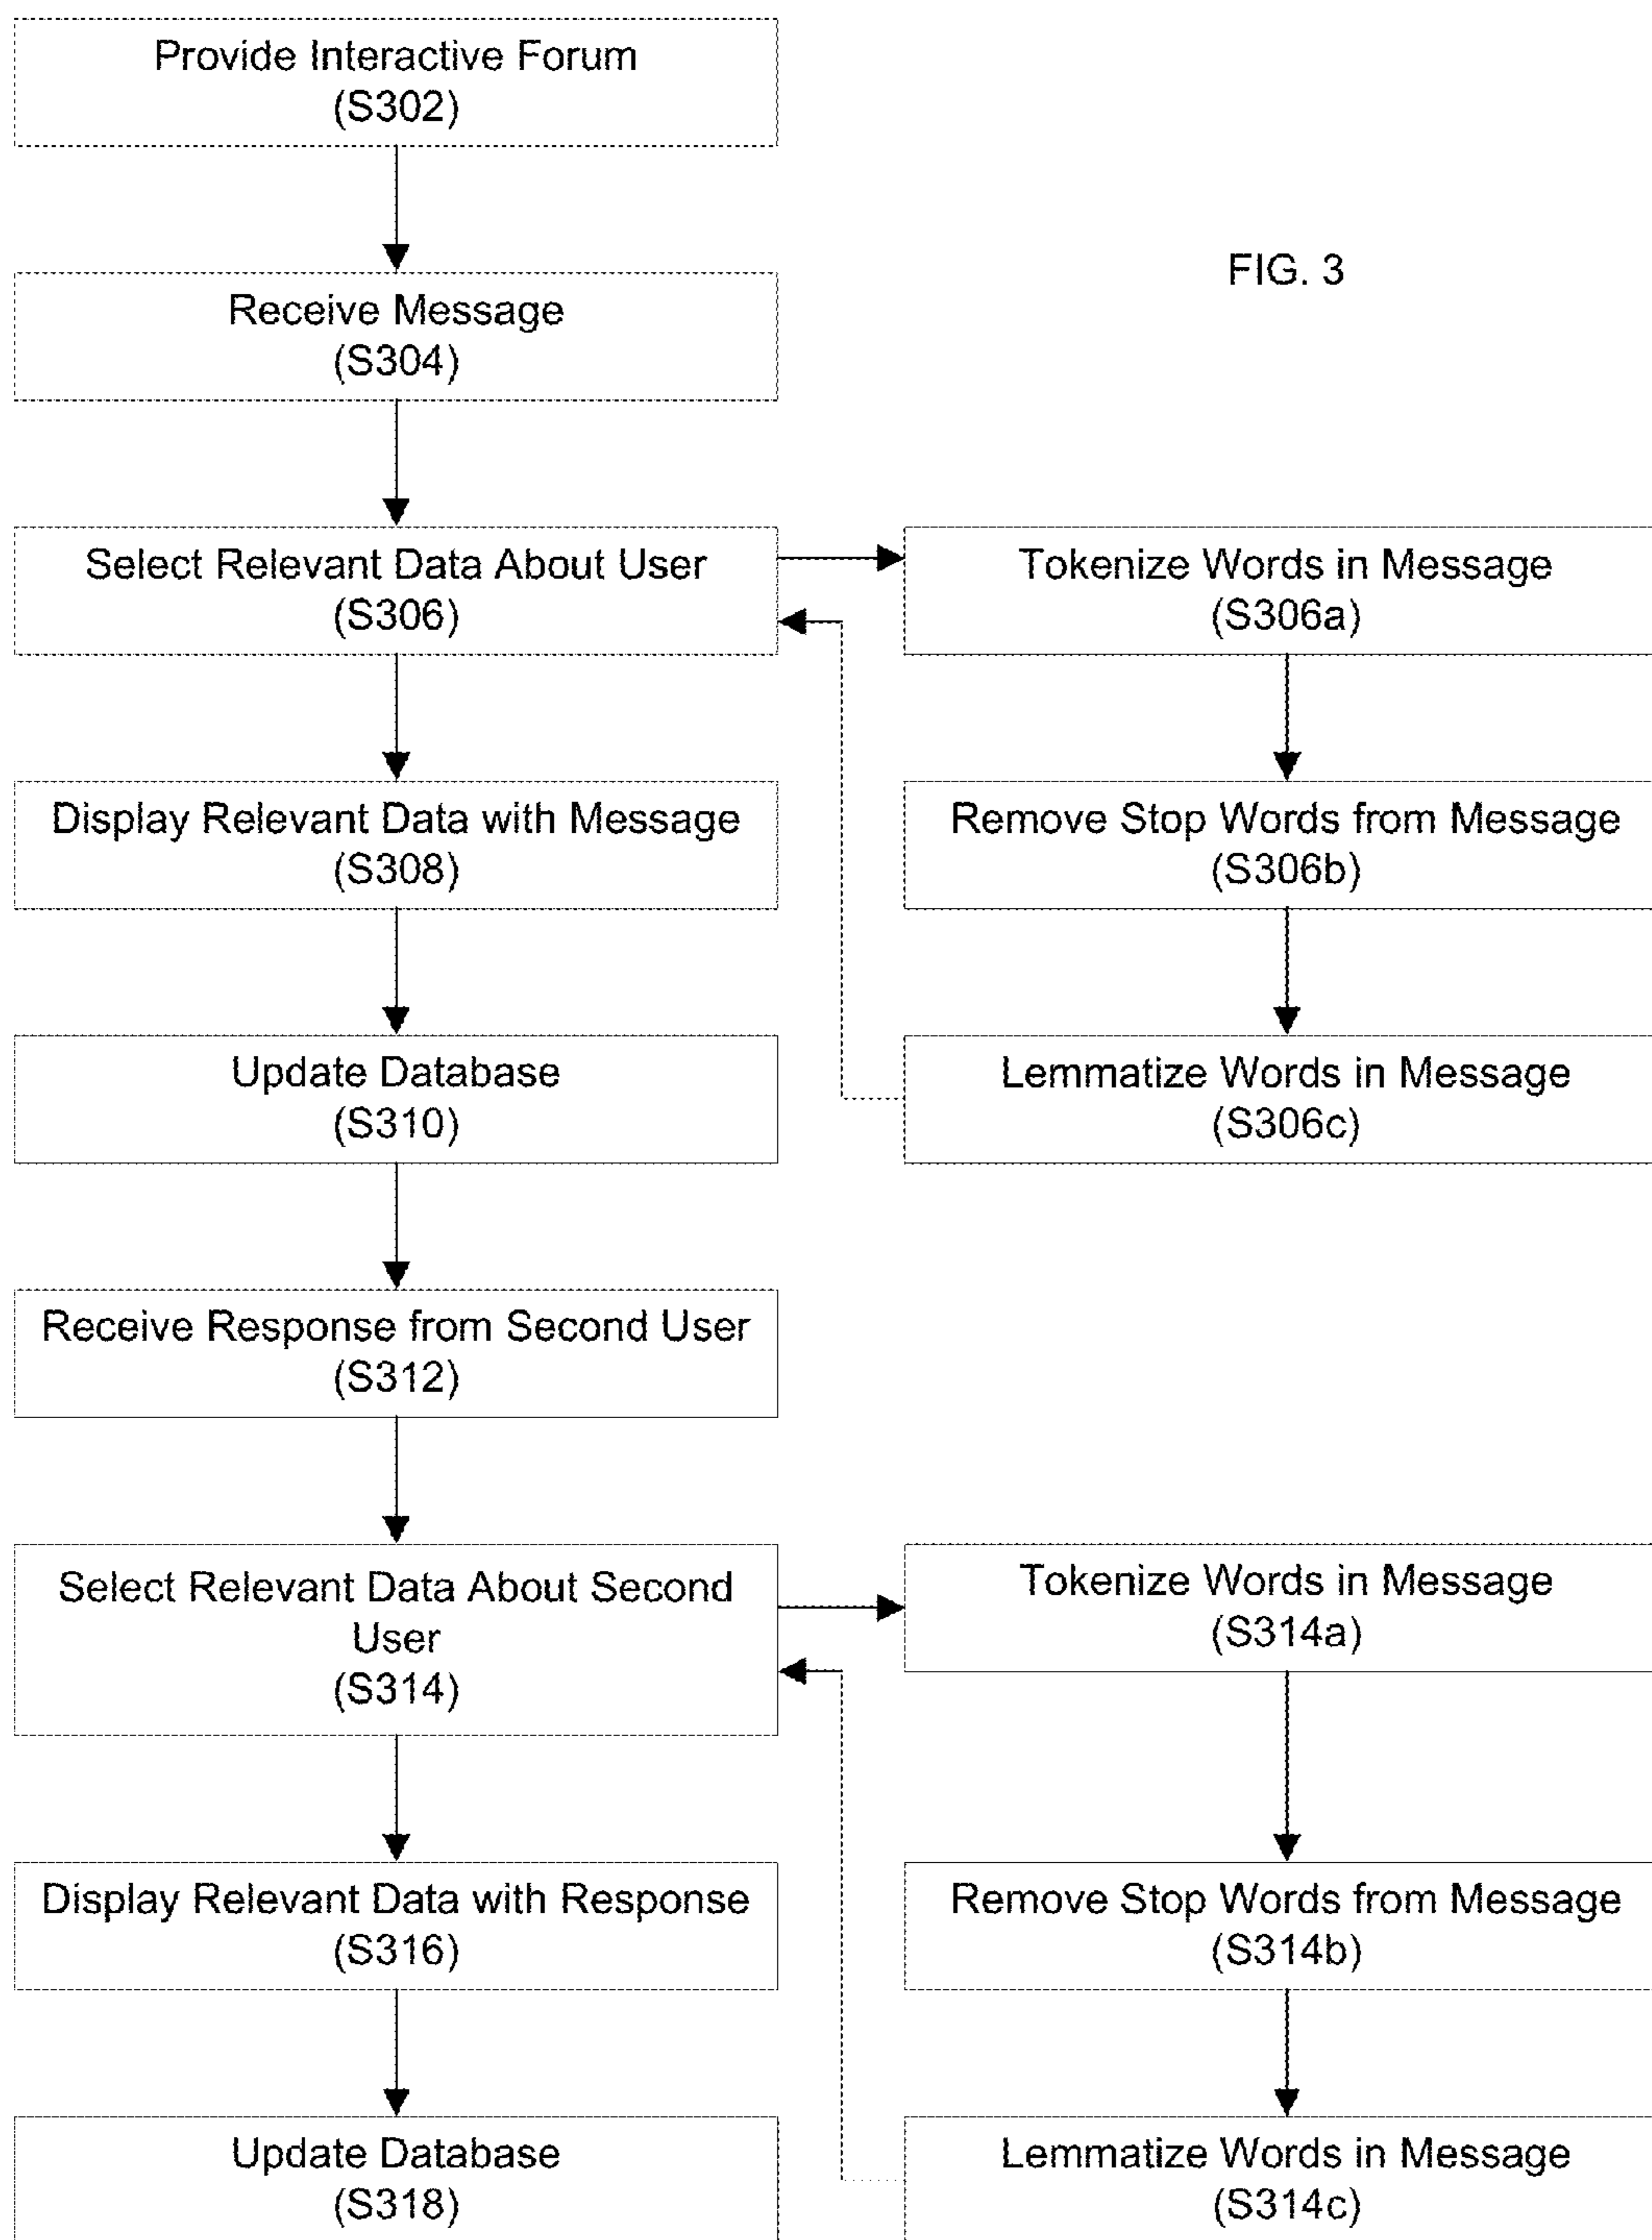 Provide Interactive Forum
(S302)
FIG. 3
Receive Message
(S304)
Select Relevant Data About User
(S306)
Tokenize Words in Message
(S306a)
Display Relevant Data with Message
(S308)
Remove Stop Words from Message
(S306b)
Update Database
(S310)
Lemmatize Words in Message
(S306c)
Receive Response from Second User
(S312)
Select Relevant Data About Second
User
(S314)
Tokenize Words in Message
(S314a)
Display Relevant Data with Response
(S316)
Remove Stop Words from Message
(S314b)
Update Database
(S318)
Lemmatize Words in Message
(S314c)